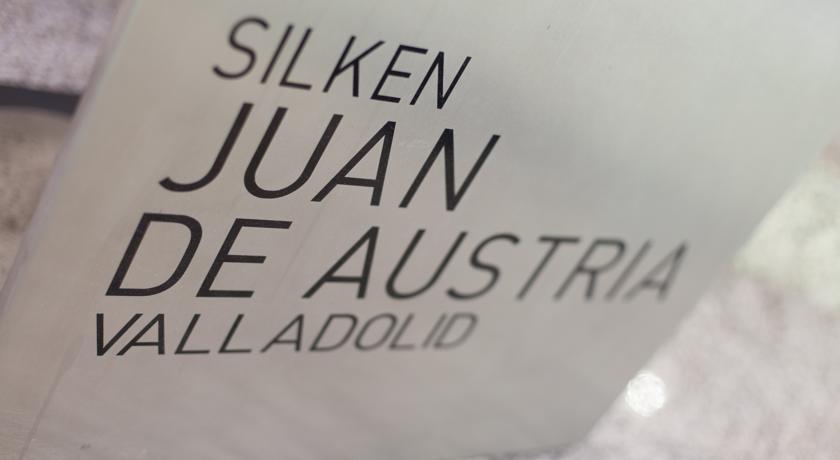 SILKEN
JUAN
DE AUSTRIA
VALLADOLID